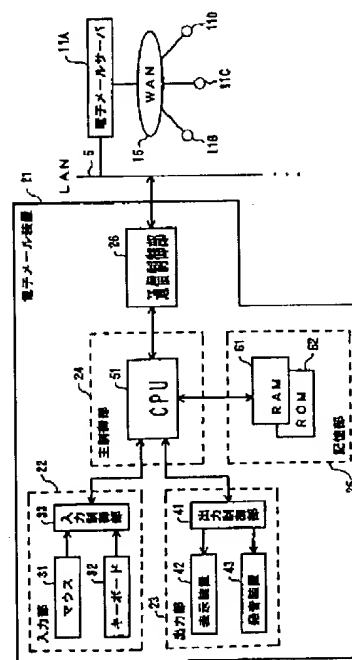 電子メール装置
21
入力部
22
31
マウス
32
キーボード
33
入力制御部
出力部
23
42
表示装置
43
発音装置
41
出力制御部
主制御部
24
51
CPU
記憶部
25
61
RAM
62
ROM
26
通信制御部
LAN
5
11A
電子メールサーバ
15
WAN
11B
11C
11D